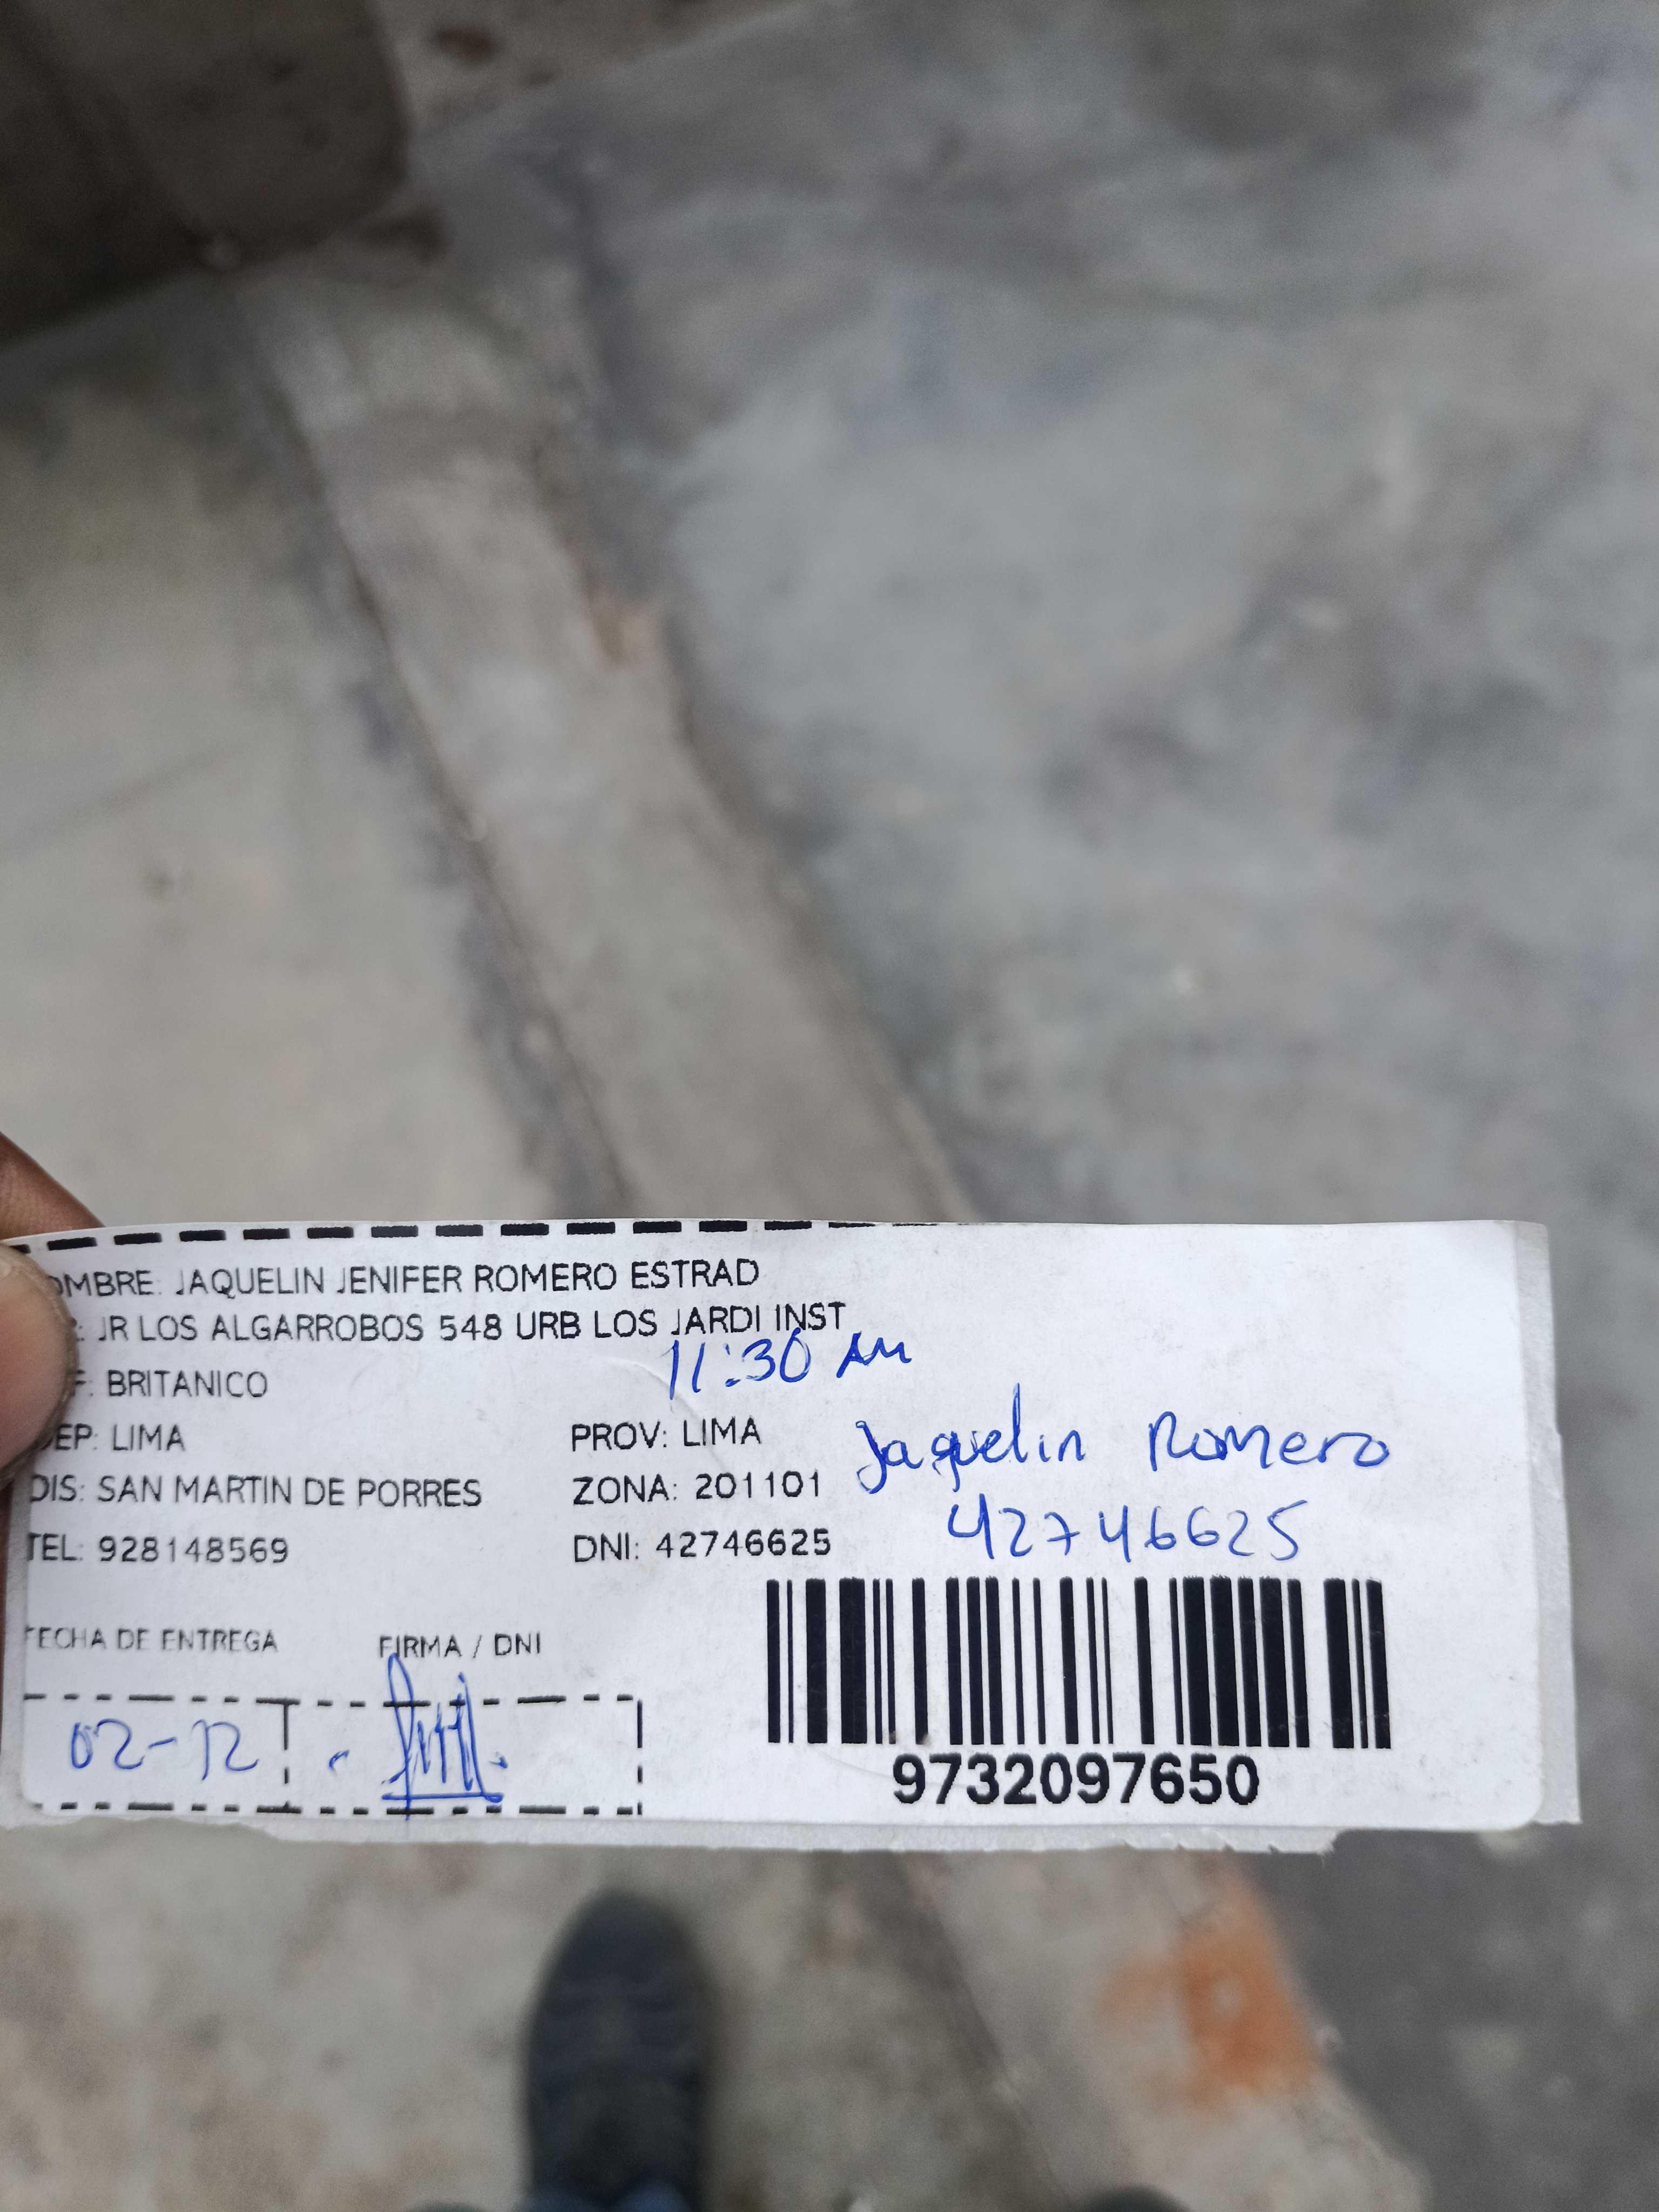 OMBRE: JAQUELIN JENIFER ROMERO ESTRAD
: JR LOS ALGARROBOS 548 URB LOS JARDI INST
11:30 AM
F: BRITANICO
EP: LIMA PROV: LIMA
Jaquelin Romero
DIS: SAN MARTIN DE PORRES ZONA: 201101
42746625
TEL: 928148569 DNI: 42746625
FECHA DE ENTREGA FIRMA / DNI
02-12
9732097650